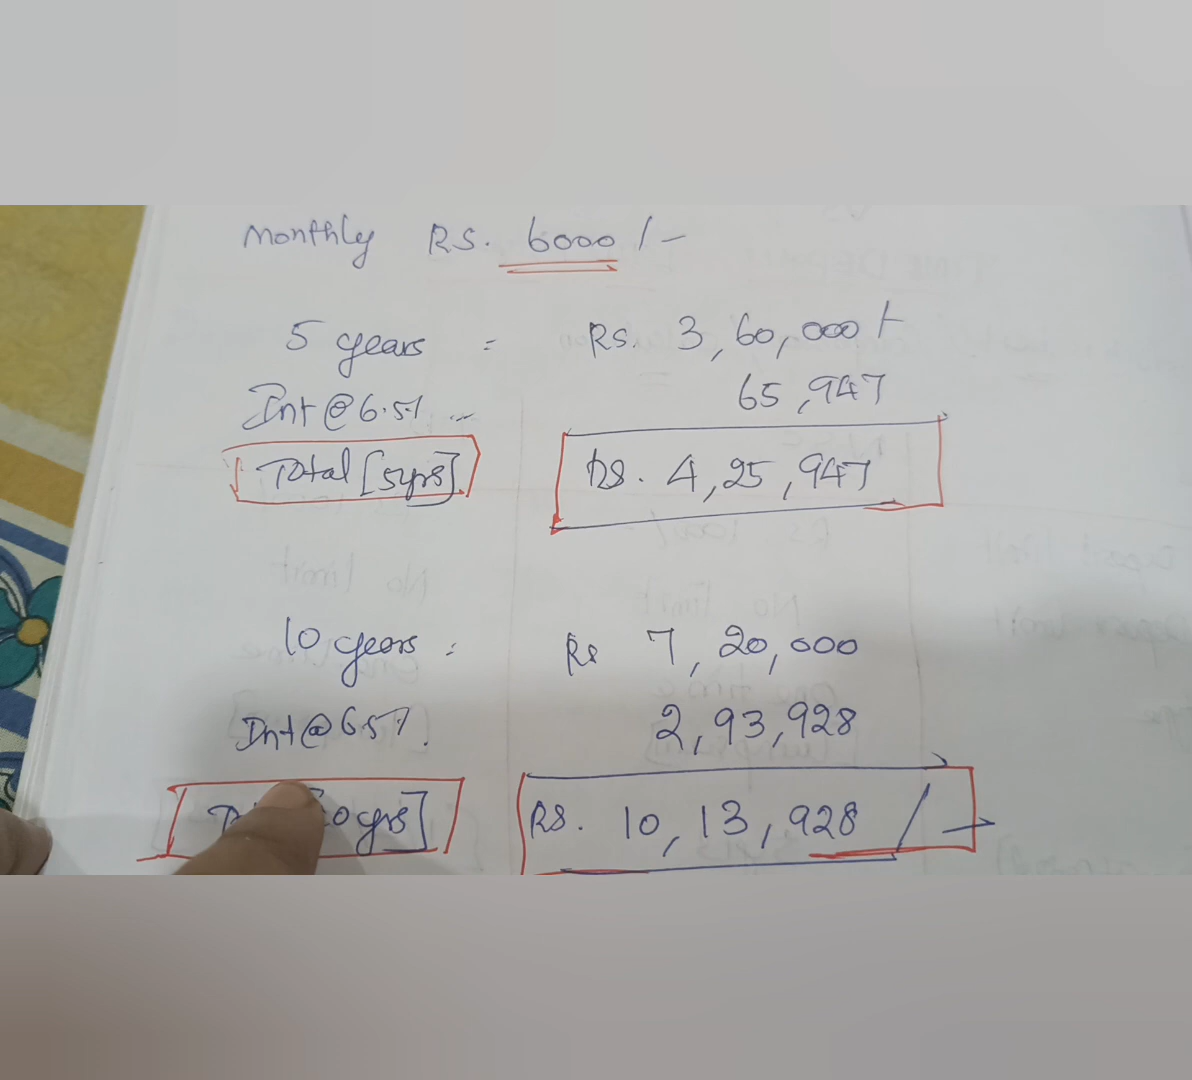 Monthly RS. 6000/-
5 years = Rs. 3,60,000/-
Int@6.5% 65,947
Total [5yrs] Rs. 4,25,947
10 years : Rs 7,20,000
Int@6.5% 2,93,928
0yrs] RS. 10,13,928/-